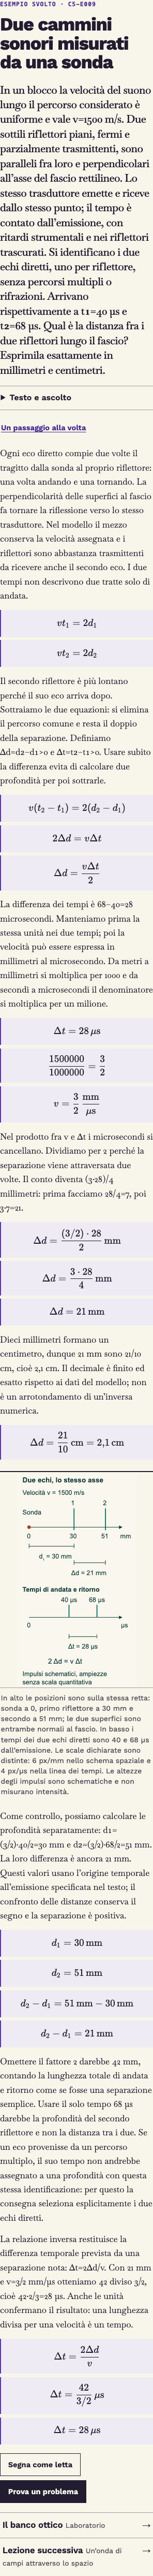 ESEMPIO SVOLTO · CS-E009
Due cammini
sonori misurati
da una sonda
In un blocco la velocità del suono
lungo il percorso considerato è
uniforme e vale v=1500 m/s. Due
sottili riflettori piani, fermi e
parzialmente trasmittenti, sono
paralleli fra loro e perpendicolari
all'asse del fascio rettilineo. Lo
stesso trasduttore emette e riceve
dallo stesso punto; il tempo è
contato dall'emissione, con
ritardi strumentali e nei riflettori
trascurati. Si identificano i due
echi diretti, uno per riflettore,
senza percorsi multipli o
rifrazioni. Arrivano
rispettivamente a t1=40 μs e
t2=68 μs. Qual è la distanza fra i
due riflettori lungo il fascio?
Esprimila esattamente in
millimetri e centimetri.
▶ Testo e ascolto
Un passaggio alla volta
Ogni eco diretto compie due volte il
tragitto dalla sonda al proprio riflettore:
una volta andando e una tornando. La
perpendicolarità delle superfici al fascio
fa tornare la riflessione verso lo stesso
trasduttore. Nel modello il mezzo
conserva la velocità assegnata e i
riflettori sono abbastanza trasmittenti
da ricevere anche il secondo eco. I due
tempi non descrivono due tratte solo di
andata.
vt₁ = 2d₁
vt₂ = 2d₂
Il secondo riflettore è più lontano
perché il suo eco arriva dopo.
Sottraiamo le due equazioni: si elimina
il percorso comune e resta il doppio
della separazione. Definiamo
Δd=d2−d1>0 e Δt=t2−t1>0. Usare subito
la differenza evita di calcolare due
profondità per poi sottrarle.
v(t₂ − t₁) = 2(d₂ − d₁)
2Δd = vΔt
Δd = vΔt/2
La differenza dei tempi è 68−40=28
microsecondi. Manteniamo prima la
stessa unità nei due tempi; poi la
velocità può essere espressa in
millimetri al microsecondo. Da metri a
millimetri si moltiplica per 1000 e da
secondi a microsecondi il denominatore
si moltiplica per un milione.
Δt = 28 μs
1500000/1000000 = 3/2
v = 3/2 mm/μs
Nel prodotto fra v e Δt i microsecondi si
cancellano. Dividiamo per 2 perché la
separazione viene attraversata due
volte. Il conto diventa (3·28)/4
millimetri: prima facciamo 28/4=7, poi
3·7=21.
Δd = (3/2) · 28/2 mm
Δd = 3 · 28/4 mm
Δd = 21 mm
Dieci millimetri formano un
centimetro, dunque 21 mm sono 21/10
cm, cioè 2,1 cm. Il decimale è finito ed
esatto rispetto ai dati del modello; non
è un arrotondamento di un'inversa
numerica.
Δd = 21/10 cm = 2,1 cm
Due echi, lo stesso asse
Velocità v = 1500 m/s
1 2
Sonda
0 30 51 mm
d₁ = 30 mm
Δd = 21 mm
Tempi di andata e ritorno
40 μs 68 μs
0 μs
Δt = 28 μs
2 Δd = v Δt
Impulsi schematici, ampiezze
senza scala quantitativa
In alto le posizioni sono sulla stessa retta:
sonda a 0, primo riflettore a 30 mm e
secondo a 51 mm; le due superfici sono
entrambe normali al fascio. In basso i
tempi dei due echi diretti sono 40 e 68 μs
dall'emissione. Le scale dichiarate sono
distinte: 6 px/mm nello schema spaziale e
4 px/μs nella linea dei tempi. Le altezze
degli impulsi sono schematiche e non
misurano intensità.
Come controllo, possiamo calcolare le
profondità separatamente: d1=
(3/2)·40/2=30 mm e d2=(3/2)·68/2=51 mm.
La loro differenza è ancora 21 mm.
Questi valori usano l'origine temporale
all'emissione specificata nel testo; il
confronto delle distanze conserva il
segno e la separazione è positiva.
d₁ = 30 mm
d₂ = 51 mm
d₂ − d₁ = 51 mm − 30 mm
d₂ − d₁ = 21 mm
Omettere il fattore 2 darebbe 42 mm,
contando la lunghezza totale di andata
e ritorno come se fosse una separazione
semplice. Usare il solo tempo 68 μs
darebbe la profondità del secondo
riflettore e non la distanza tra i due. Se
un eco provenisse da un percorso
multiplo, il suo tempo non andrebbe
assegnato a una profondità con questa
stessa identificazione: per questo la
consegna seleziona esplicitamente i due
echi diretti.
La relazione inversa restituisce la
differenza temporale prevista da una
separazione nota: Δt=2Δd/v. Con 21 mm
e v=3/2 mm/μs otteniamo 42 diviso 3/2,
cioè 42·2/3=28 μs. Anche le unità
confermano il risultato: una lunghezza
divisa per una velocità è un tempo.
Δt = 2Δd/v
Δt = 42/3/2 μs
Δt = 28 μs
Segna come letta
Prova un problema
Il banco ottico Laboratorio →
Lezione successiva Un'onda di →
campi attraverso lo spazio